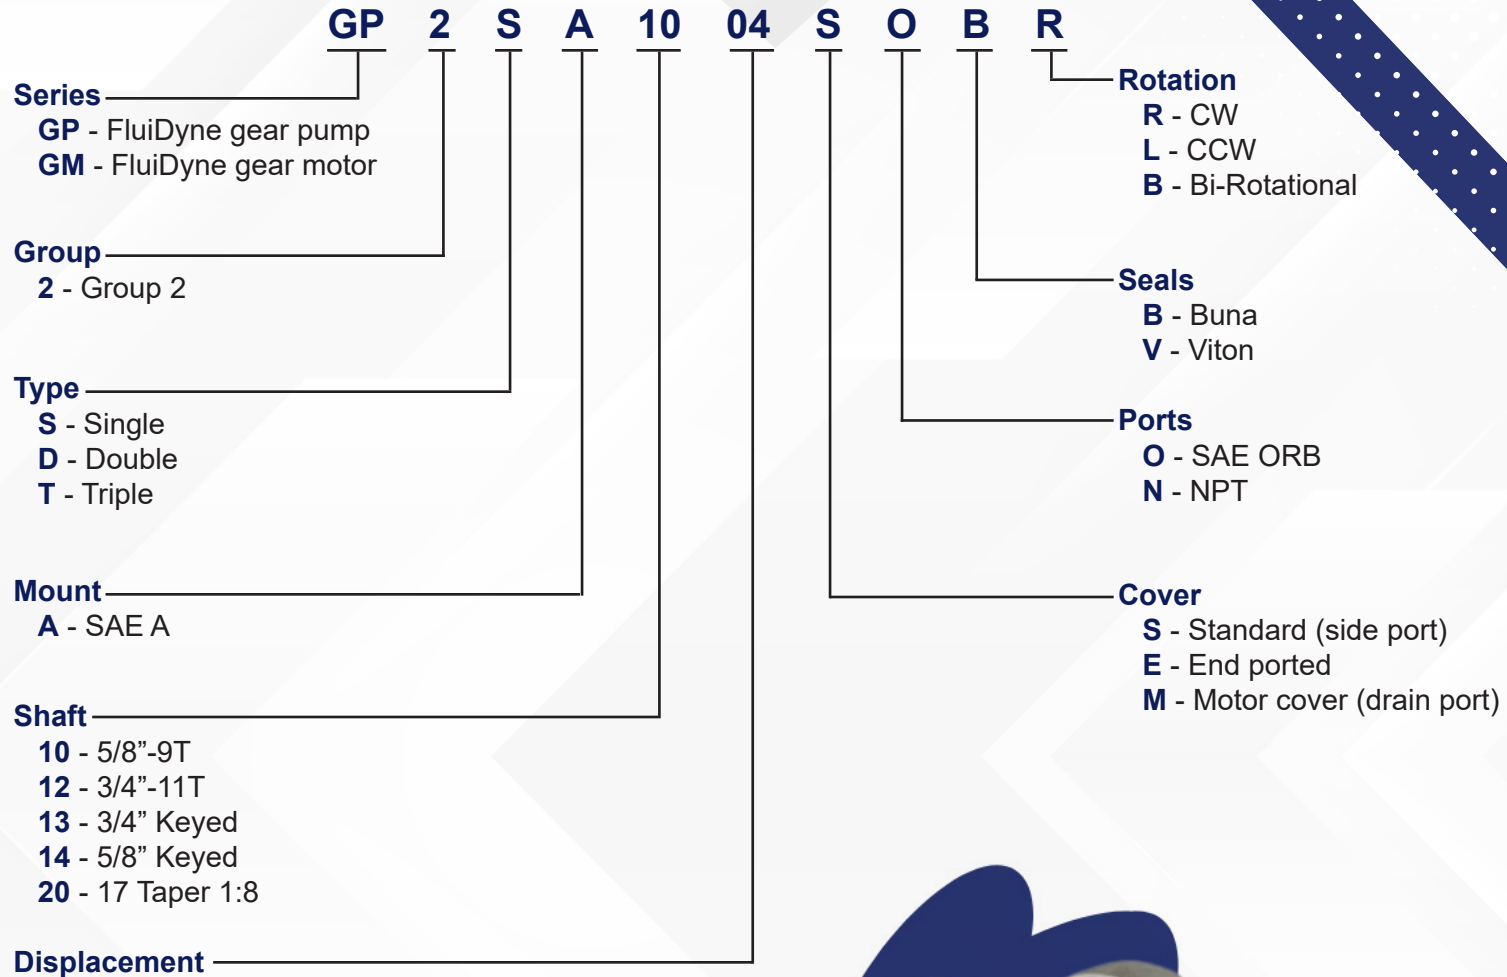 GP 2 S A 10 04 S O B R
Series
GP - FluiDyne gear pump
GM - FluiDyne gear motor
Group
2 - Group 2
Type
S - Single
D - Double
T - Triple
Mount
A - SAE A
Shaft
10 - 5/8”-9T
12 - 3/4”-11T
13 - 3/4” Keyed
14 - 5/8” Keyed
20 - 17 Taper 1:8
Displacement
Rotation
R - CW
L - CCW
B - Bi-Rotational
Seals
B - Buna
V - Viton
Ports
O - SAE ORB
N - NPT
Cover
S - Standard (side port)
E - End ported
M - Motor cover (drain port)